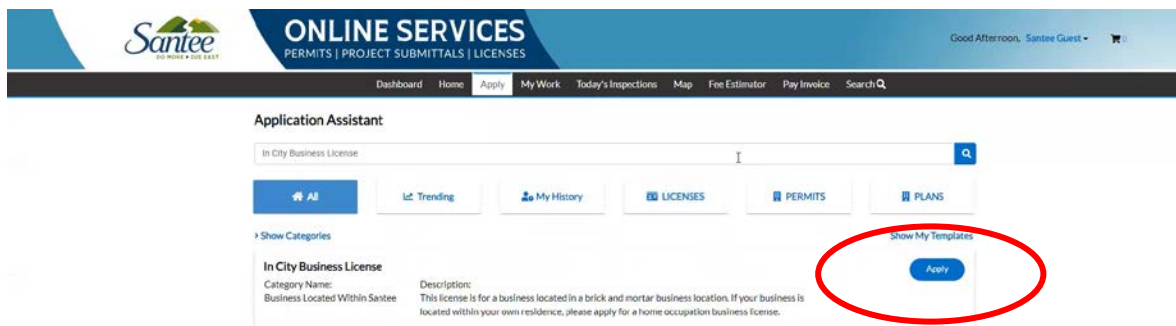 Santee
DO MORE • CUE EAST
ONLINE SERVICES
PERMITS | PROJECT SUBMITTALS | LICENSES
Good Afternoon, Santee Guest
0
Dashboard Home Apply My Work Today's Inspections Map Fee Estimator Pay Invoice Search
Application Assistant
In City Business License
All Trending My History LICENSES PERMITS PLANS
Show Categories Show My Templates
In City Business License Apply
Category Name: Description:
Business Located Within Santee This license is for a business located in a brick and mortar business location. If your business is
located within your own residence, please apply for a home occupation business license.